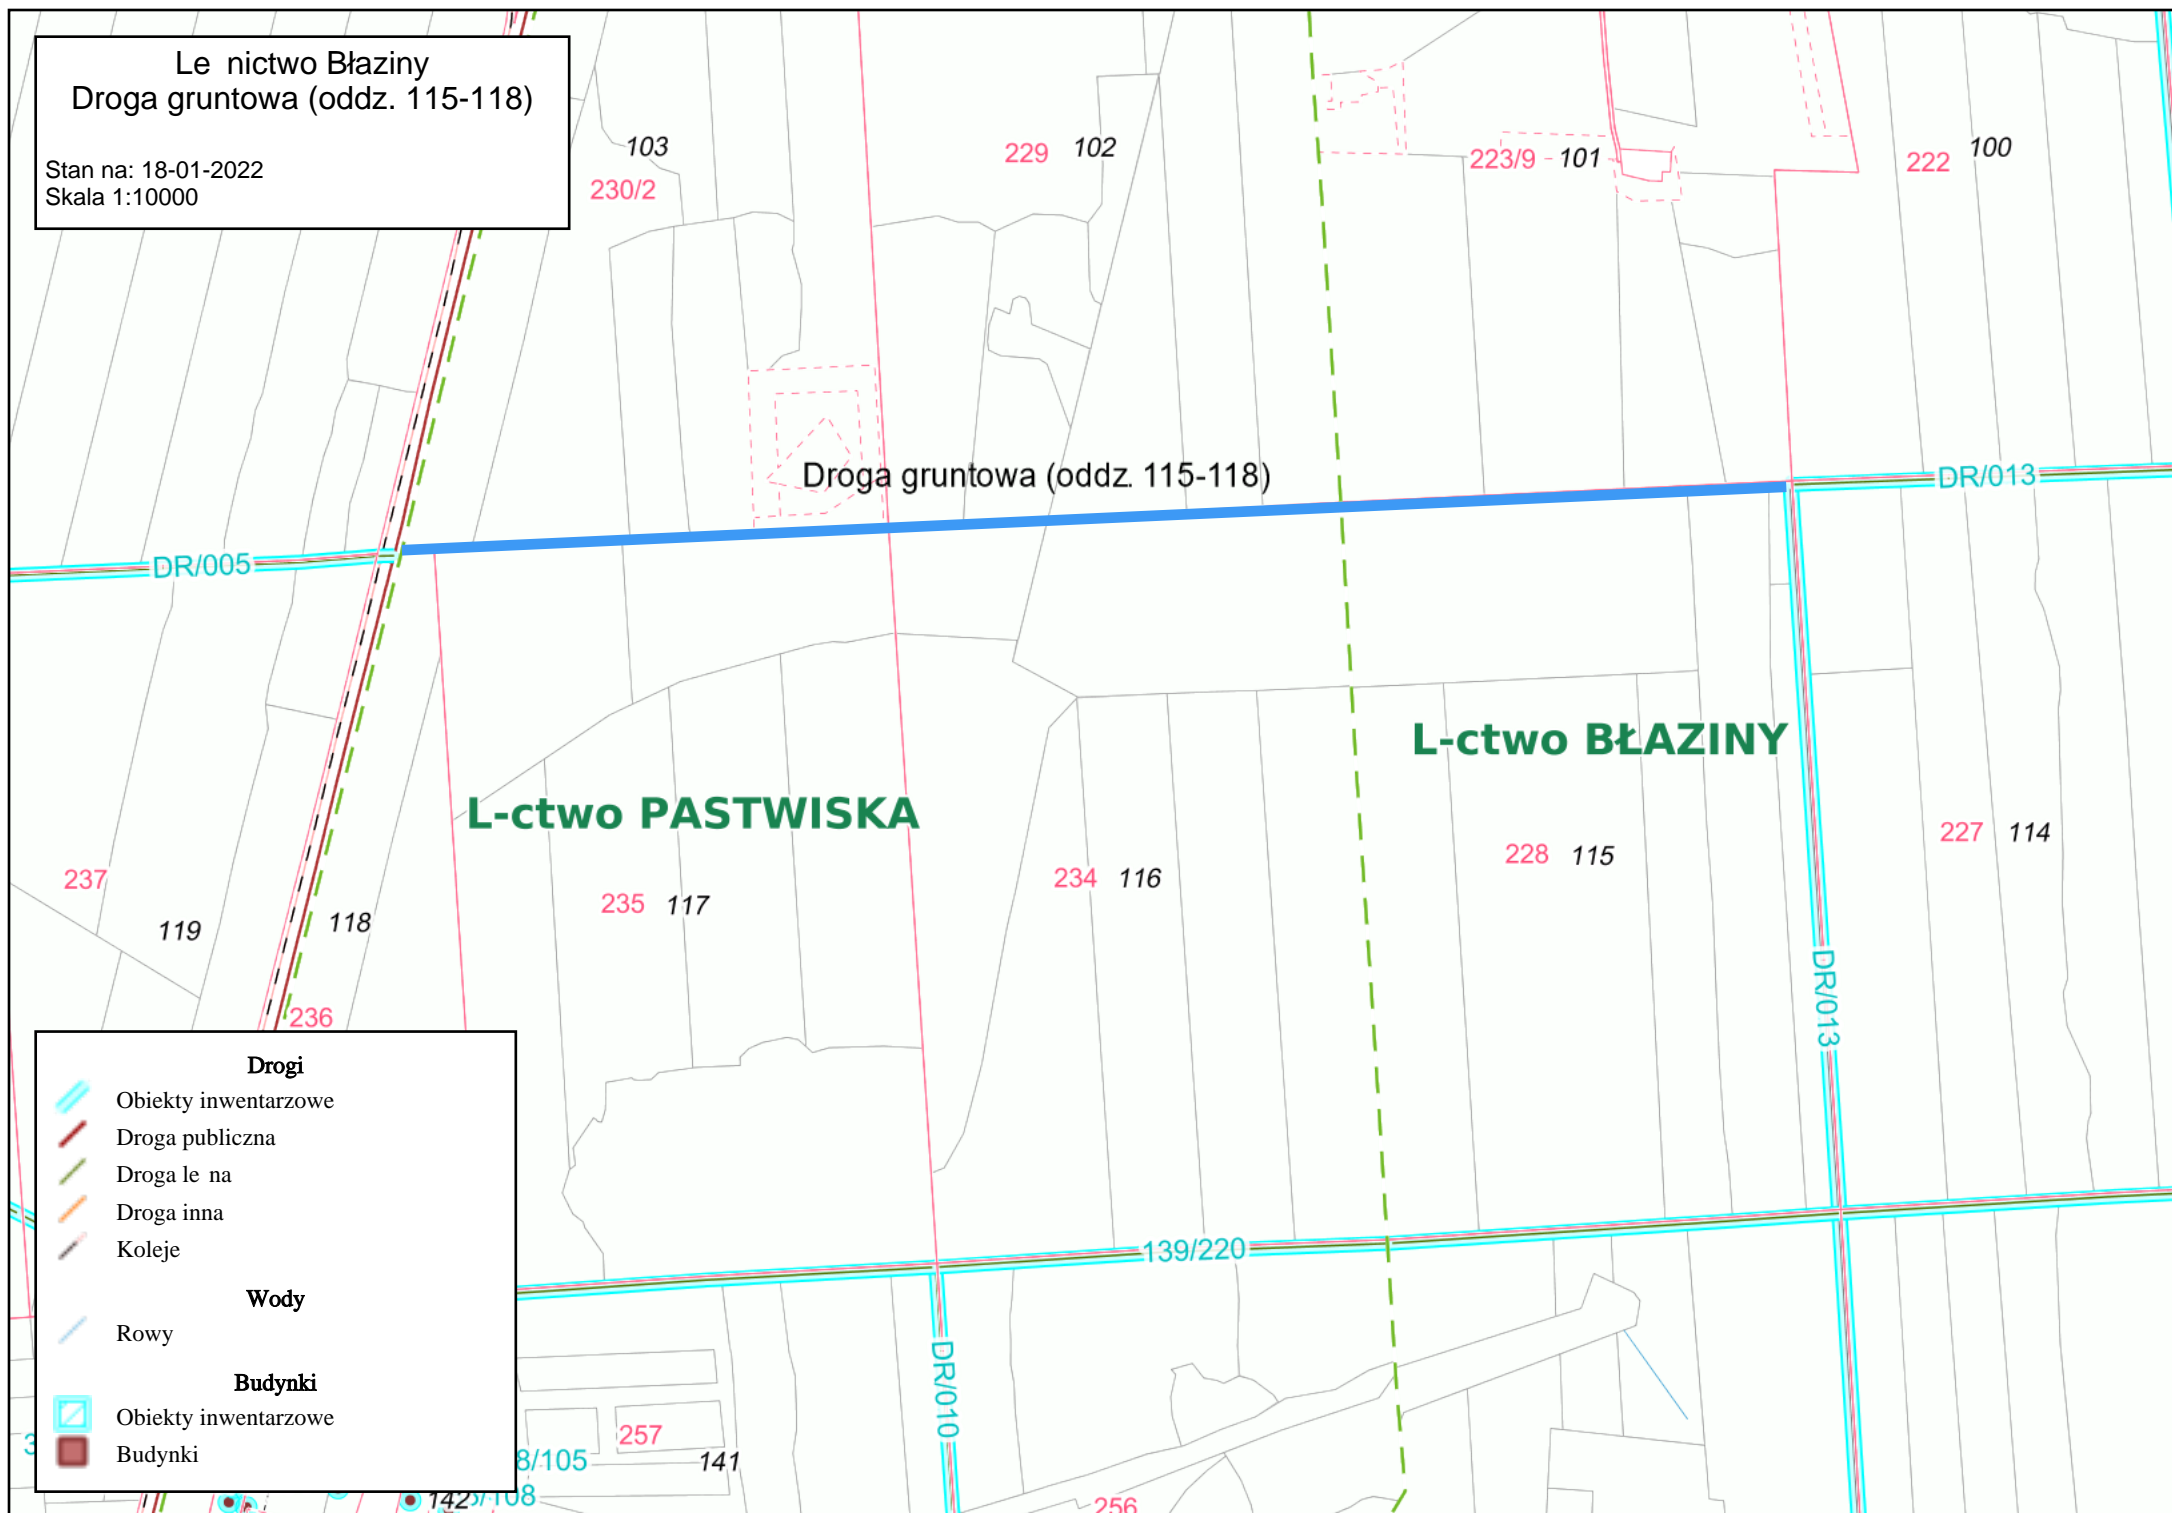 Le nictwo Błaziny
Droga gruntowa (oddz. 115-118)
Stan na: 18-01-2022
Skala 1:10000
103
230/2
229 102
223/9 101
222 100
Droga gruntowa (oddz. 115-118)
DR/013
DR/005
L-ctwo BŁAZINY
L-ctwo PASTWISKA
227 114
228 115
234 116
235 117
237
119
118
236
DR/013
Drogi
Obiekty inwentarzowe
Droga publiczna
Droga le na
Droga inna
Koleje
Wody
Rowy
Budynki
Obiekty inwentarzowe
Budynki
139/220
DR/010
257
141
8/105
142
/108
256